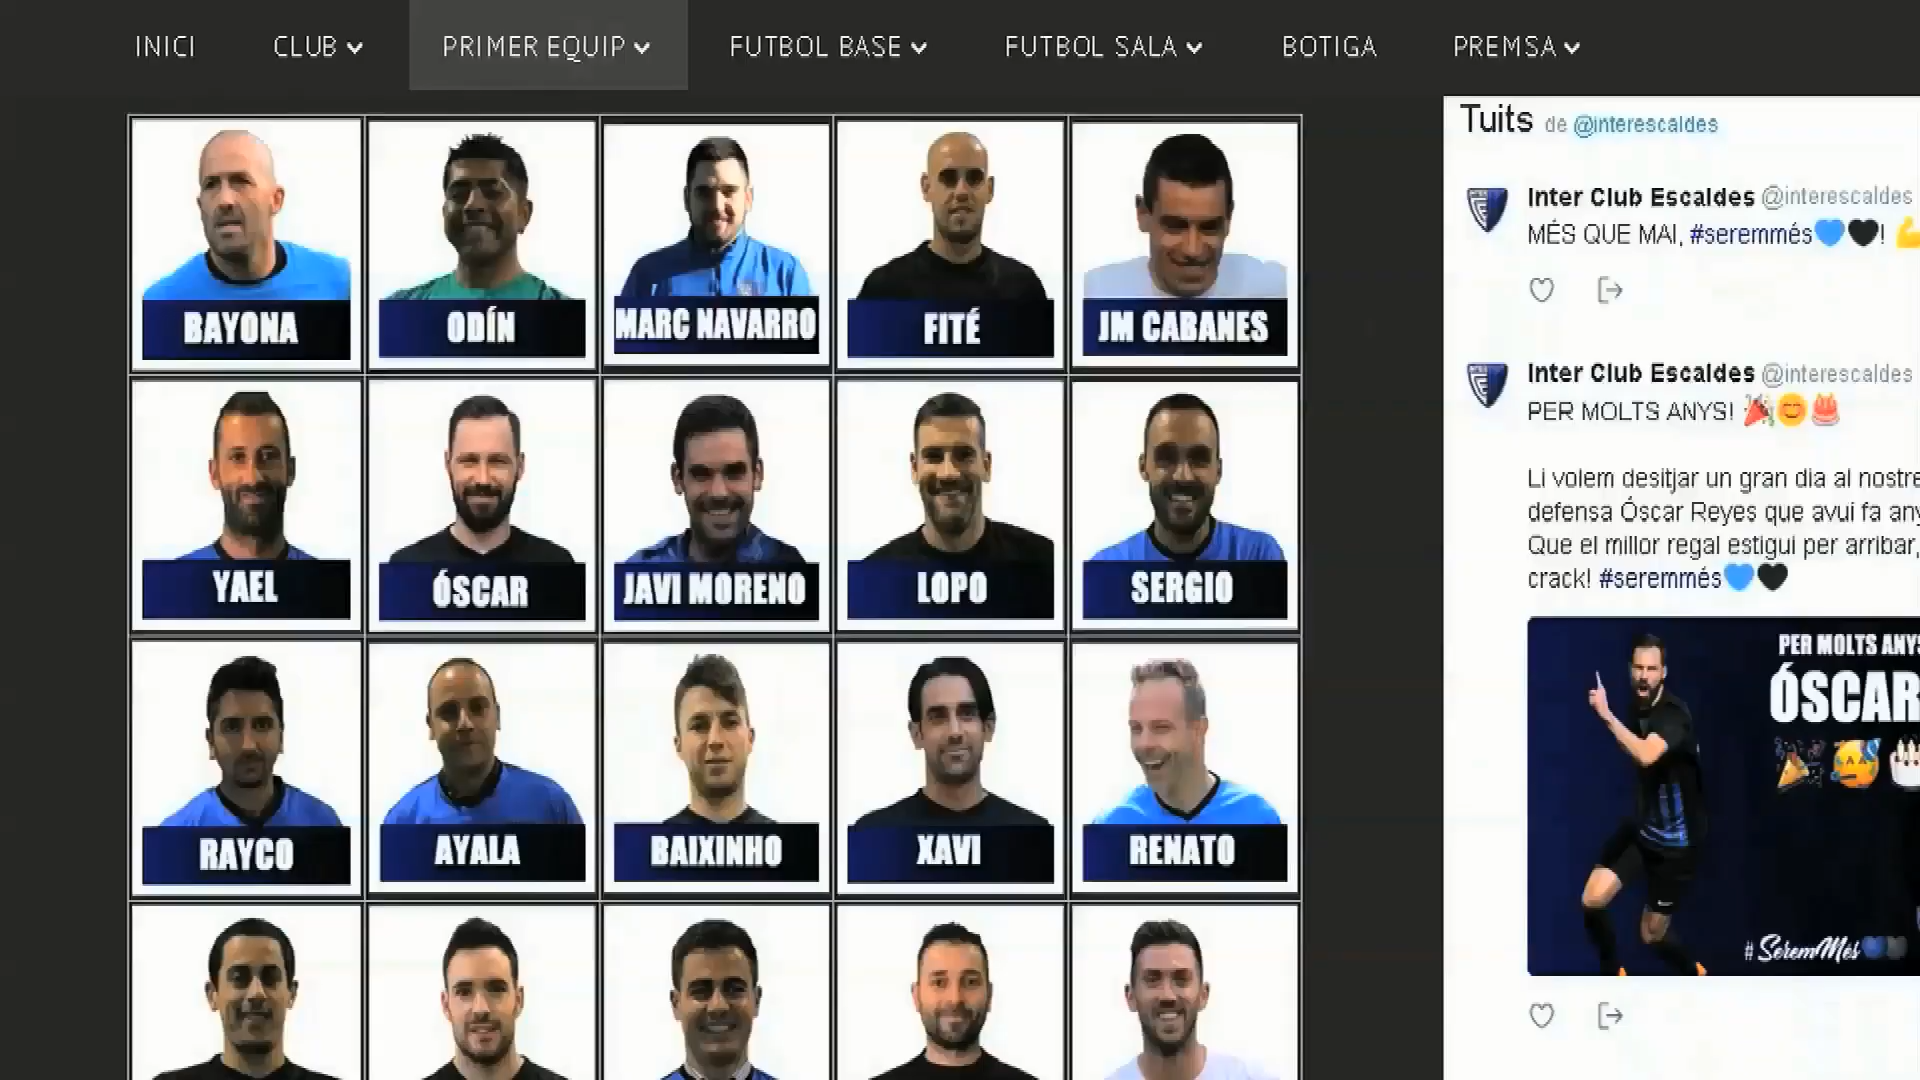 INICI
CLUB
PRIMER EQUIP
FUTBOL BASE
FUTBOL SALA
BOTIGA
PREMSA
BAYONA
ODÍN
MARC NAVARRO
FITÉ
JM CABANES
YAEL
ÓSCAR
JAVI MORENO
LOPO
SERGIO
RAYCO
AYALA
BAIXINHO
XAVI
RENATO
Tuits de @interescaldes
Inter Club Escaldes @interescaldes
MÉS QUE MAI, #seremmés💙🖤! 💪
Inter Club Escaldes @interescaldes
PER MOLTS ANYS! 🎉😊🎂
Li volem desitjar un gran dia al nostre
defensa Óscar Reyes que avui fa any
Que el millor regal estigui per arribar,
crack! #seremmés💙🖤
PER MOLTS ANYS
ÓSCAR
🎉🥳🎂
#SeremMés💙🖤